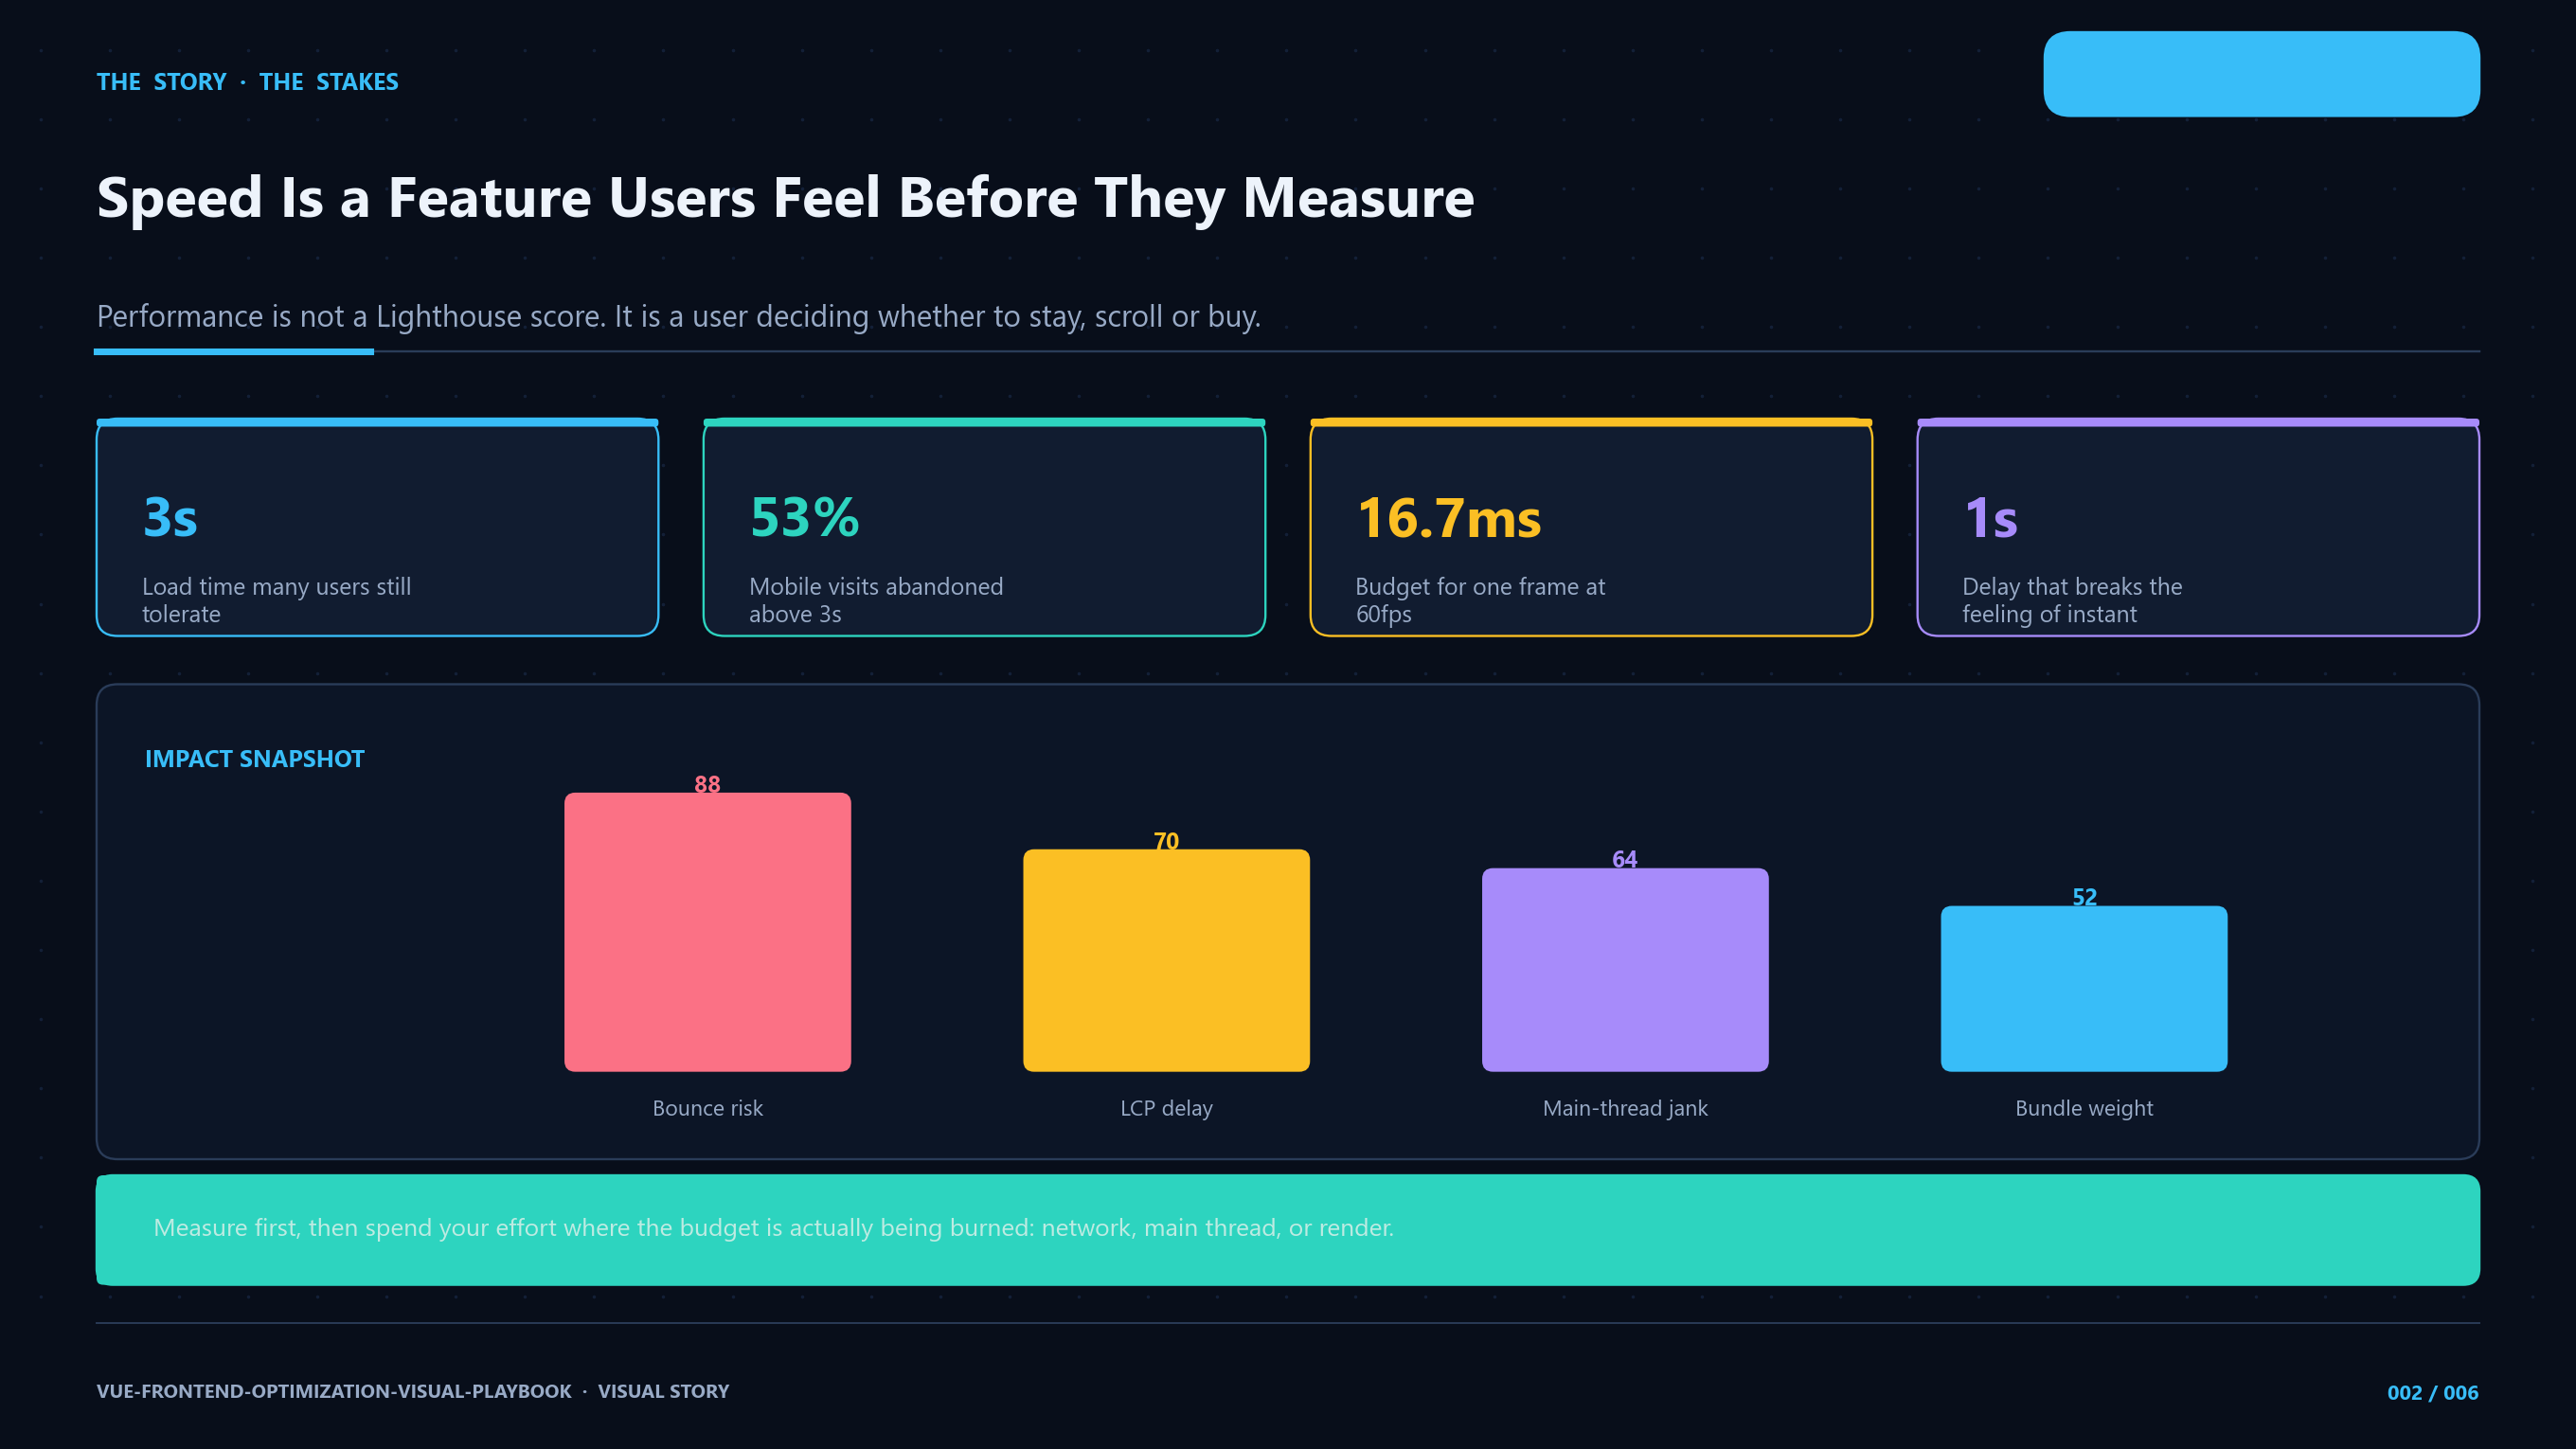 THE STORY · THE STAKES
Speed Is a Feature Users Feel Before They Measure
Performance is not a Lighthouse score. It is a user deciding whether to stay, scroll or buy.
3s
Load time many users still
tolerate
53%
Mobile visits abandoned
above 3s
16.7ms
Budget for one frame at
60fps
1s
Delay that breaks the
feeling of instant
IMPACT SNAPSHOT
88
70
64
52
Bounce risk
LCP delay
Main-thread jank
Bundle weight
Measure first, then spend your effort where the budget is actually being burned: network, main thread, or render.
VUE-FRONTEND-OPTIMIZATION-VISUAL-PLAYBOOK · VISUAL STORY
002 / 006